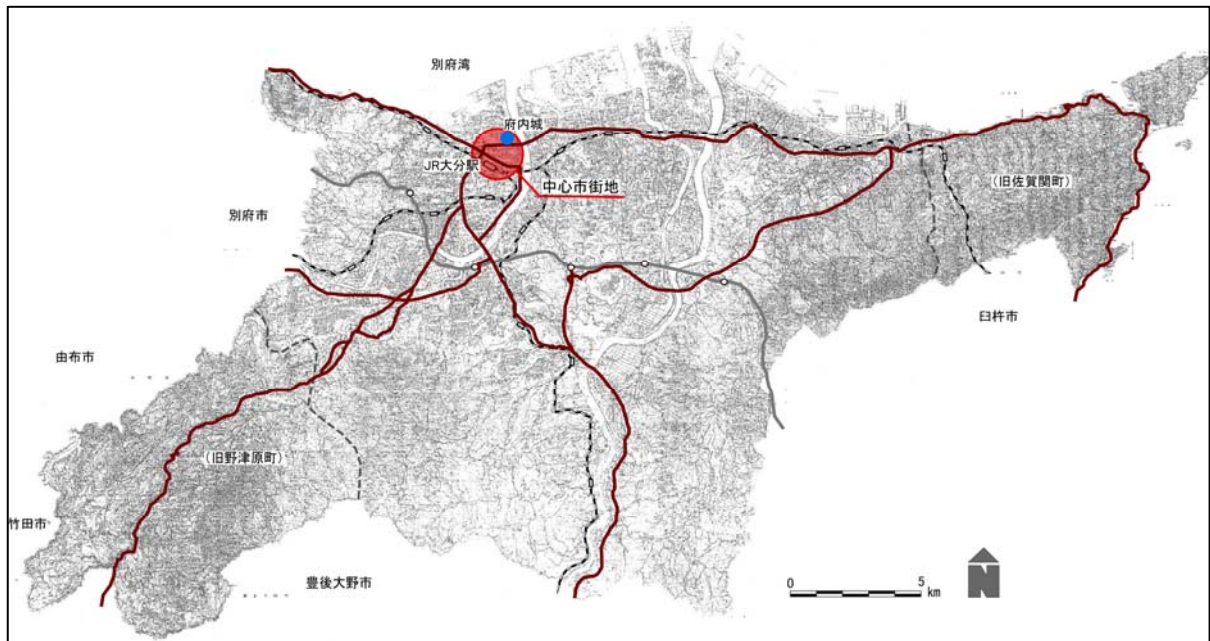 別府湾
府内城
JR大分駅
中心市街地
(旧佐賀関町)
別府市
臼杵市
由布市
(旧野津原町)
竹田市
豊後大野市
0 5
km
N